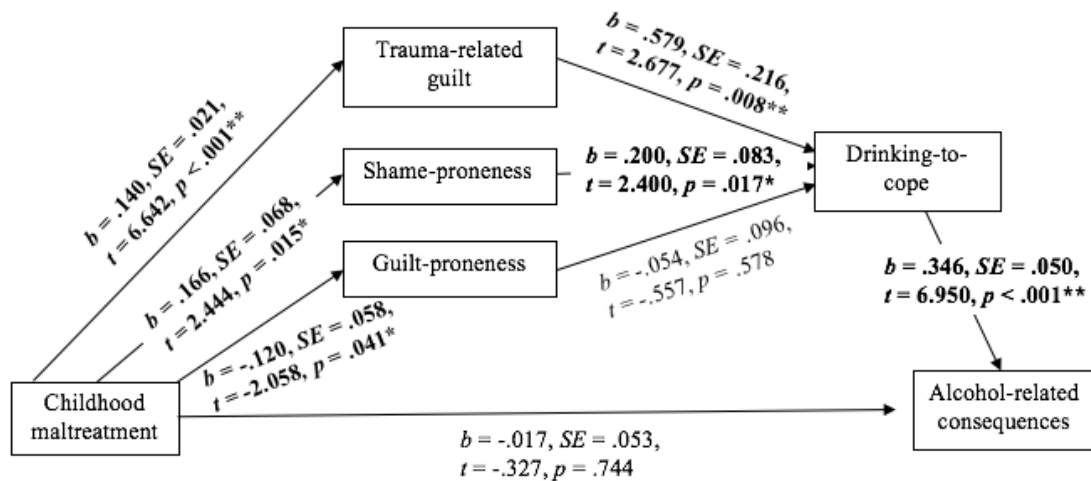 Trauma-related
guilt
b = .579, SE = .216,
t = 2.677, p = .008**
b = .140, SE = .021,
t = 6.642, p < .001**
Shame-proneness
b = .200, SE = .083,
t = 2.400, p = .017*
Drinking-to-
cope
b = .166, SE = .068,
t = 2.444, p = .015*
Guilt-proneness
b = -.054, SE = .096,
t = -.557, p = .578
b = .346, SE = .050,
t = 6.950, p < .001**
b = -.120, SE = .058,
t = -2.058, p = .041*
Childhood
maltreatment
Alcohol-related
consequences
b = -.017, SE = .053,
t = -.327, p = .744